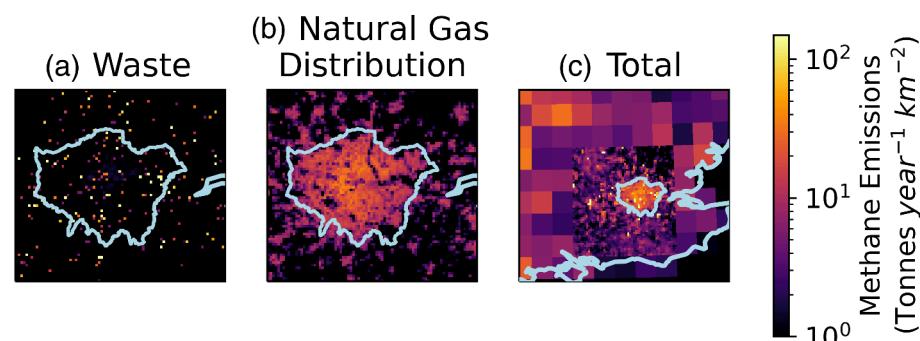 (a) Waste
(b) Natural Gas
Distribution
(c) Total
10²
10¹
10⁰
Methane Emissions
(Tonnes year⁻¹ km⁻²)